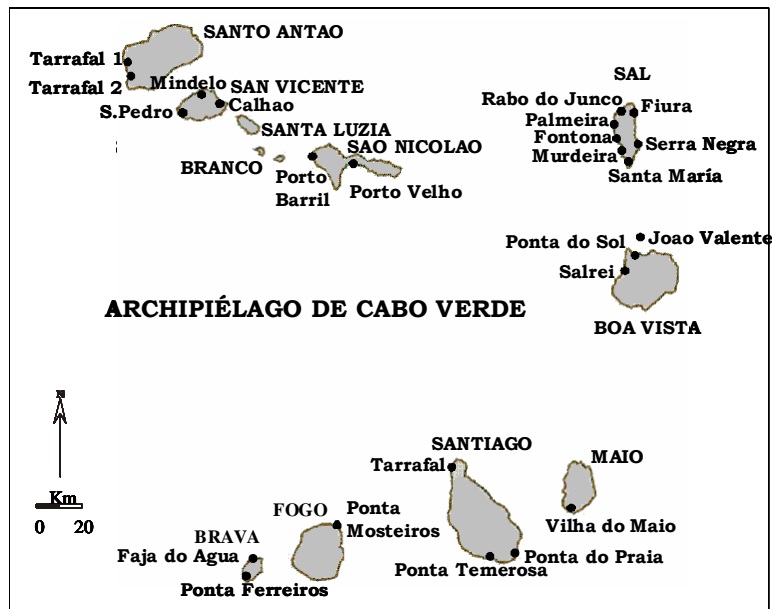 SANTO ANTAO
Tarrafal 1
Tarrafal 2
Mindelo
SAN VICENTE
S.Pedro
Calhao
SANTA LUZIA
BRANCO
SAO NICOLAO
Porto
Barril
Porto Velho
SAL
Rabo do Junco
Fiura
Palmeira
Fontona
Serra Negra
Murdeira
Santa María
Joao Valente
Ponta do Sol
Salrei
BOA VISTA
ARCHIPIÉLAGO DE CABO VERDE
N
Km
0 20
SANTIAGO
Tarrafal
MAIO
Vilha do Maio
FOGO
Ponta
Mosteiros
BRAVA
Faja do Agua
Ponta Ferreiros
Ponta Temerosa
Ponta do Praia